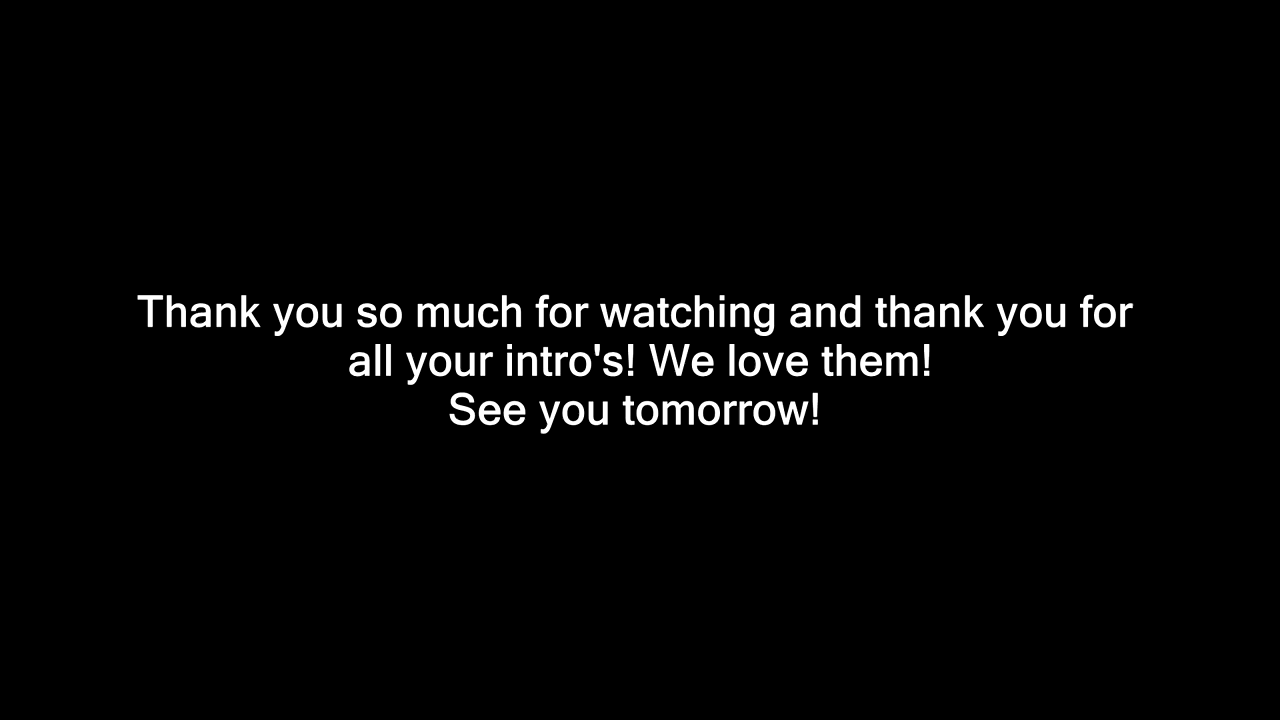 Thank you so much for watching and thank you for
all your intro's! We love them!
See you tomorrow!